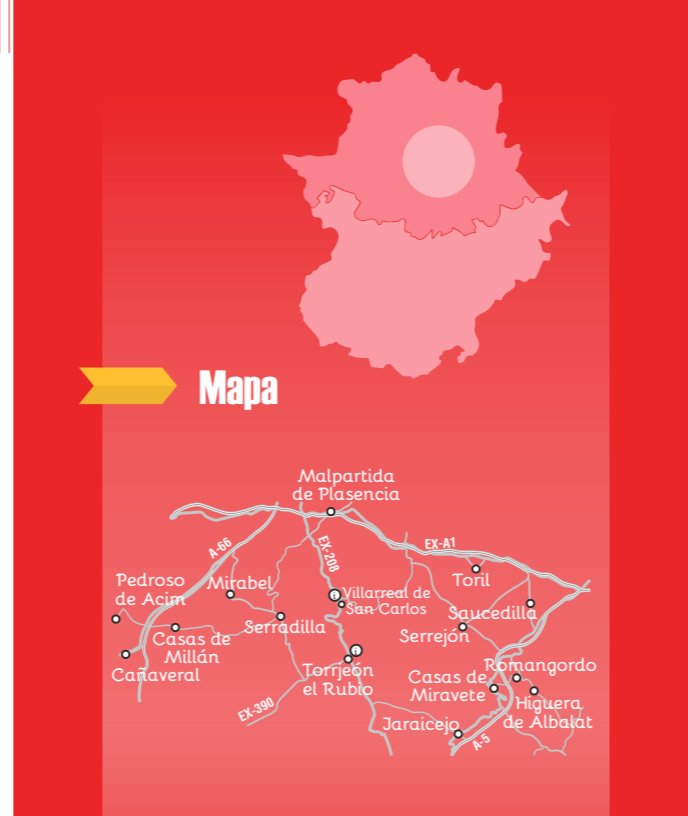 Mapa
Malpartida
de Plasencia
EX-A1
A-66
EX-208
Pedroso
de Acim
Mirabel
Villarreal de
San Carlos
Toril
Saucedilla
Casas de
Millán
Serradilla
Serrejón
Cañaveral
Torrjeón
el Rubio
Casas de
Miravete
Romangordo
Higuera
de Albalat
EX-390
Jaraicejo
A-5